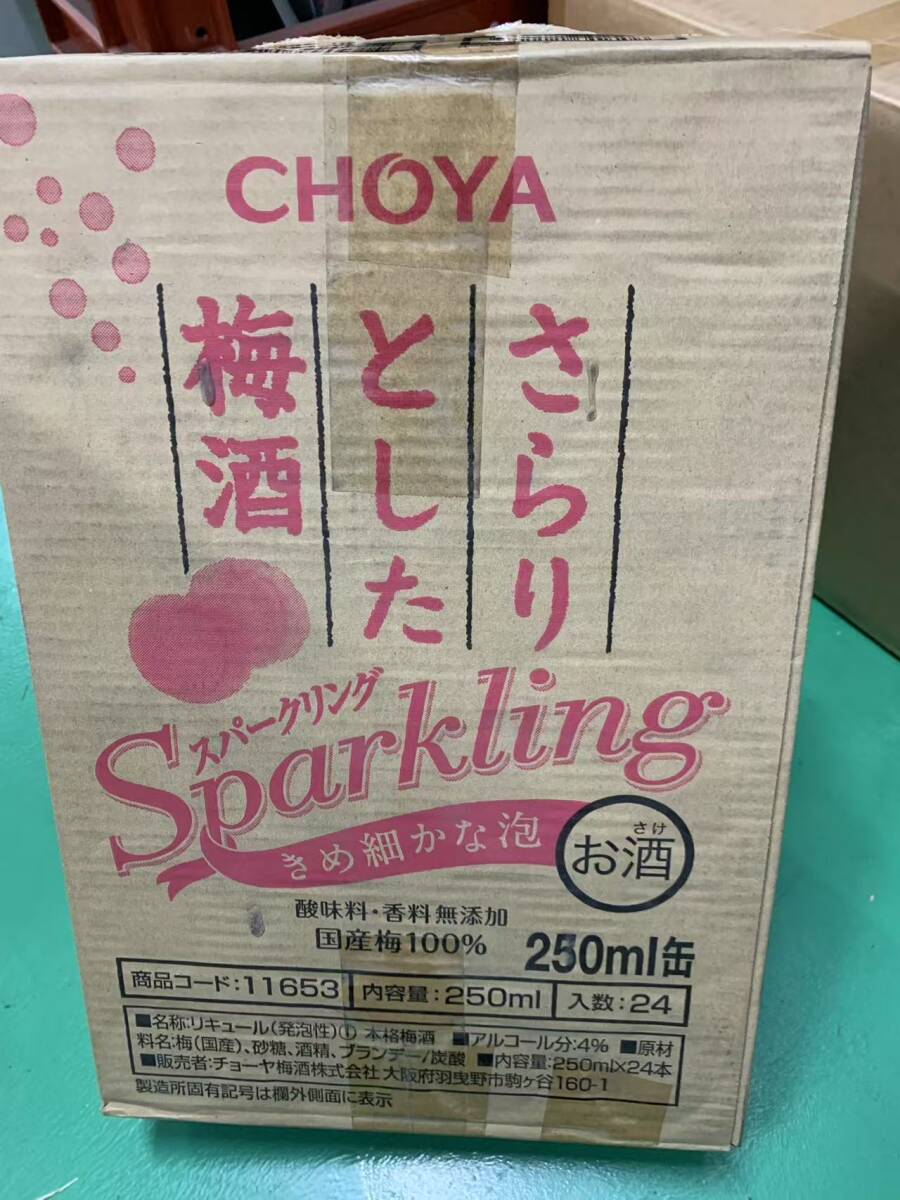 CHOYA
さらり
とした
梅酒
スパークリング
Sparkling
きめ細かな泡
さけ
お酒
酸味料・香料無添加
国産梅100%
250ml缶
商品コード:11653 内容量:250ml 入数:24
■名称:リキュール(発泡性)① 本格梅酒 ■アルコール分:4% ■原材
料名:梅(国産)、砂糖、酒精、ブランデー/炭酸 ■内容量:250ml×24本
■販売者:チョーヤ梅酒株式会社 大阪府羽曳野市駒ヶ谷160-1
製造所固有記号は欄外側面に表示